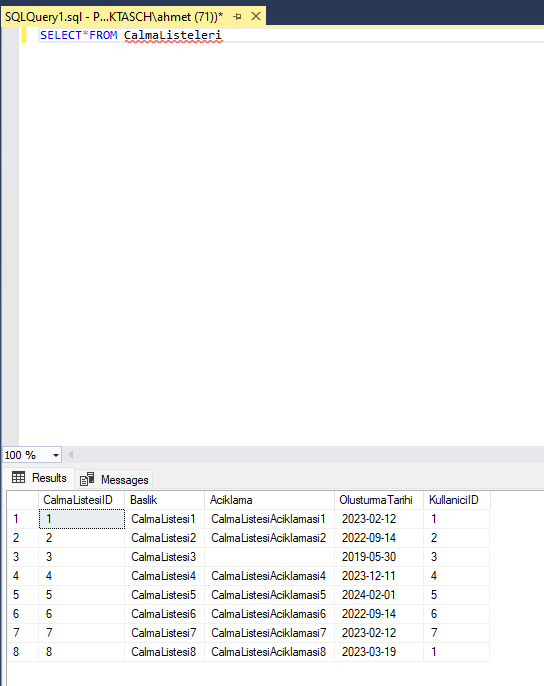 SQLQuery1.sql - P...KTASCH\ahmet (71))*
SELECT*FROM CalmaListeleri
100 %
Results Messages
CalmaListesiID Baslik Aciklama OlusturmaTarihi KullaniciID
1 1 CalmaListesi1 CalmaListesiAciklamasi1 2023-02-12 1
2 2 CalmaListesi2 CalmaListesiAciklamasi2 2022-09-14 2
3 3 CalmaListesi3 2019-05-30 3
4 4 CalmaListesi4 CalmaListesiAciklamasi4 2023-12-11 4
5 5 CalmaListesi5 CalmaListesiAciklamasi5 2024-02-01 5
6 6 CalmaListesi6 CalmaListesiAciklamasi6 2022-09-14 6
7 7 CalmaListesi7 CalmaListesiAciklamasi7 2023-02-12 7
8 8 CalmaListesi8 CalmaListesiAciklamasi8 2023-03-19 1